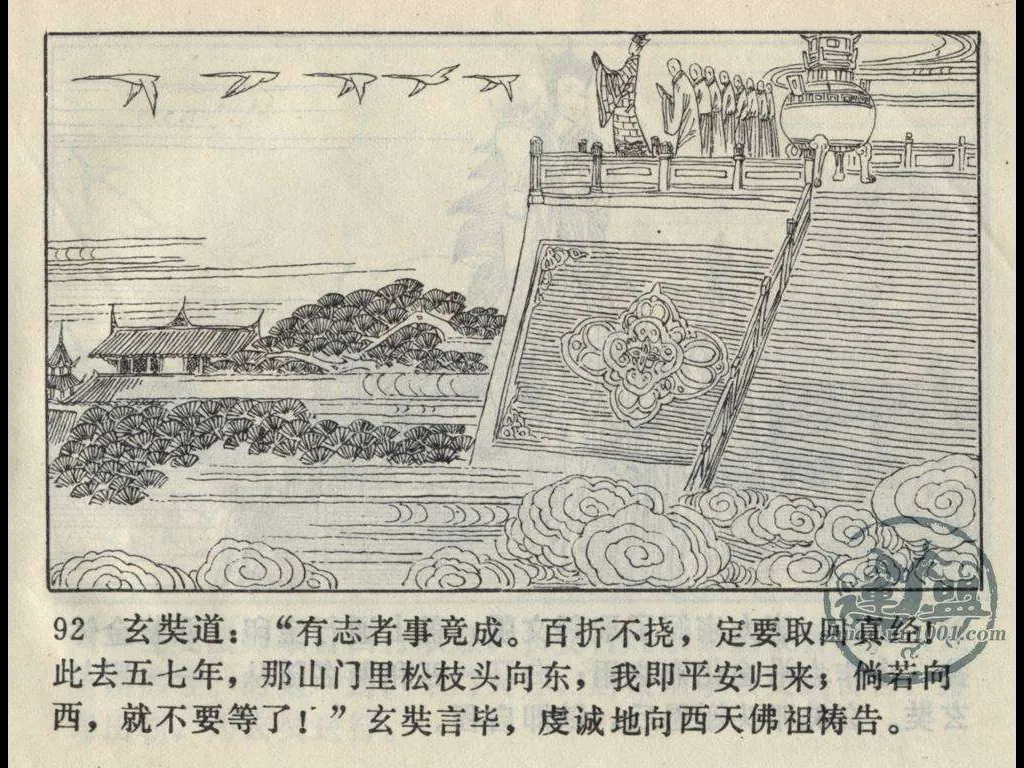 92 玄奘道：“有志者事竟成。百折不挠，定要取回真经！
此去五七年，那山门里松枝头向东，我即平安归来；倘若向
西，就不要等了！”玄奘言毕，虔诚地向西天佛祖祷告。